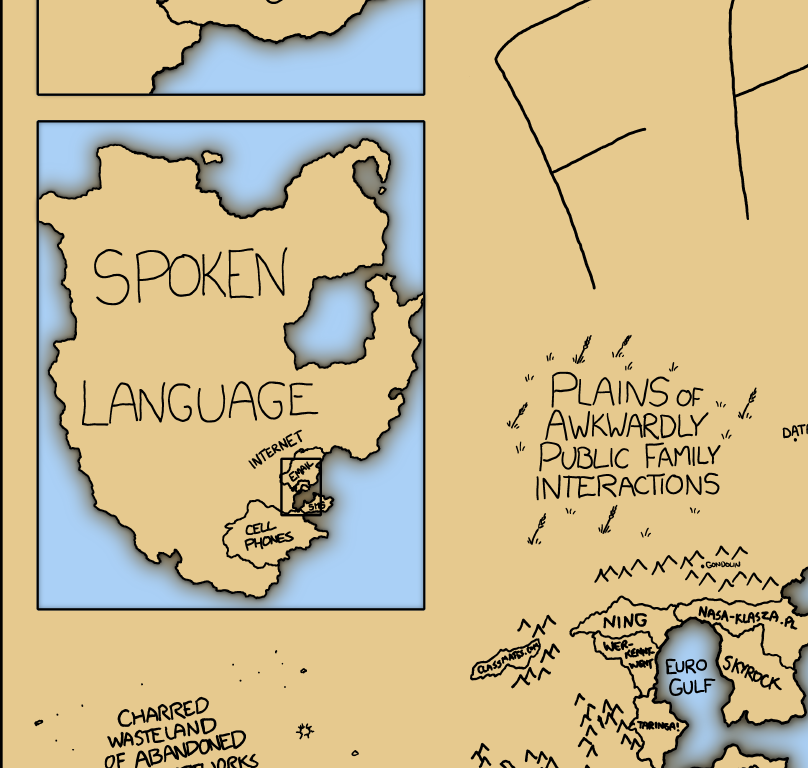 SPOKEN
LANGUAGE
INTERNET
EMAIL
CELL
PHONES
PLAINS OF
AWKWARDLY
PUBLIC FAMILY
INTERACTIONS
GONDOLIN
NING
NASA-KLASZA.PL
WER-
KENNT
WEN?
CLASSMATES.COM
EURO
GULF
SKYROCK
TARINGA!
CHARRED
WASTELAND
OF ABANDONED